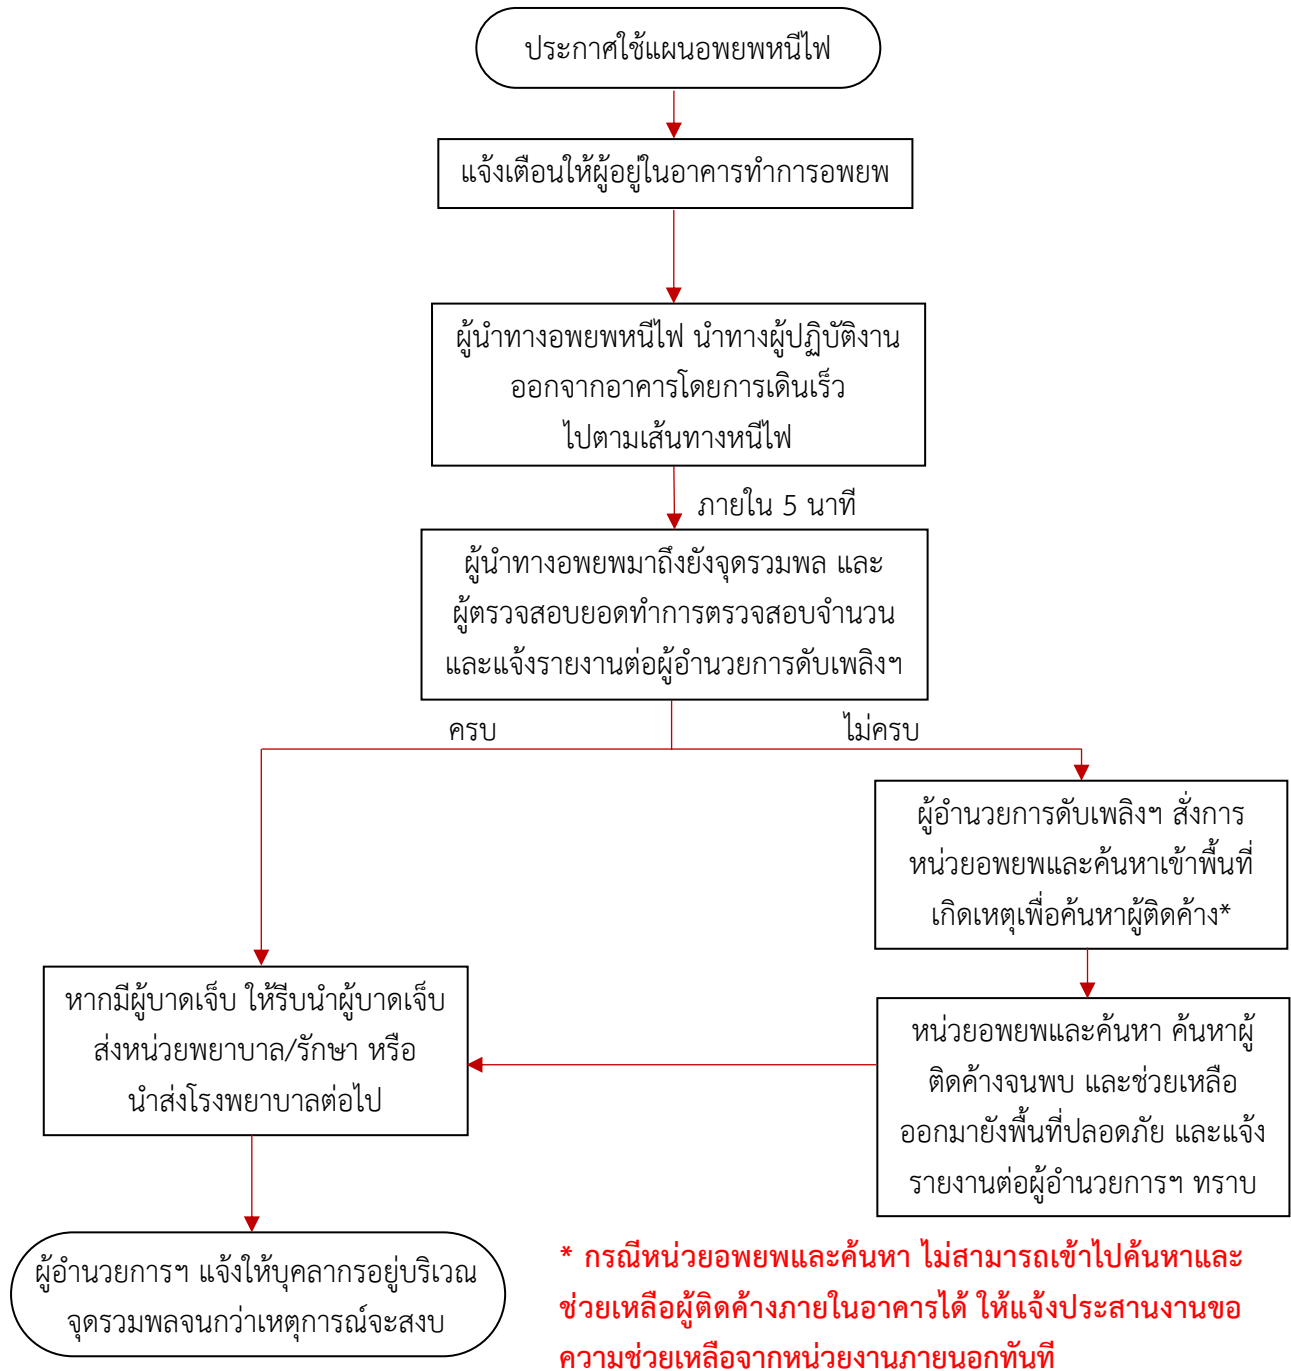 ประกาศใช้แผนอพยพหนีไฟ
แจ้งเตือนให้ผู้อยู่ในอาคารทำการอพยพ
ผู้นำทางอพยพหนีไฟ นำทางผู้ปฏิบัติงาน
ออกจากอาคารโดยการเดินเร็ว
ไปตามเส้นทางหนีไฟ
ภายใน 5 นาที
ผู้นำทางอพยพมาถึงยังจุดรวมพล และ
ผู้ตรวจสอบยอดทำการตรวจสอบจำนวน
และแจ้งรายงานต่อผู้อำนวยการดับเพลิงฯ
ครบ
ไม่ครบ
ผู้อำนวยการดับเพลิงฯ สั่งการ
หน่วยอพยพและค้นหาเข้าพื้นที่
เกิดเหตุเพื่อค้นหาผู้ติดค้าง*
หากมีผู้บาดเจ็บ ให้รีบนำผู้บาดเจ็บ
ส่งหน่วยพยาบาล/รักษา หรือ
นำส่งโรงพยาบาลต่อไป
หน่วยอพยพและค้นหา ค้นหาผู้
ติดค้างจนพบ และช่วยเหลือ
ออกมายังพื้นที่ปลอดภัย และแจ้ง
รายงานต่อผู้อำนวยการฯ ทราบ
ผู้อำนวยการฯ แจ้งให้บุคลากรอยู่บริเวณ
จุดรวมพลจนกว่าเหตุการณ์จะสงบ
* กรณีหน่วยอพยพและค้นหา ไม่สามารถเข้าไปค้นหาและ
ช่วยเหลือผู้ติดค้างภายในอาคารได้ ให้แจ้งประสานงานขอ
ความช่วยเหลือจากหน่วยงานภายนอกทันที